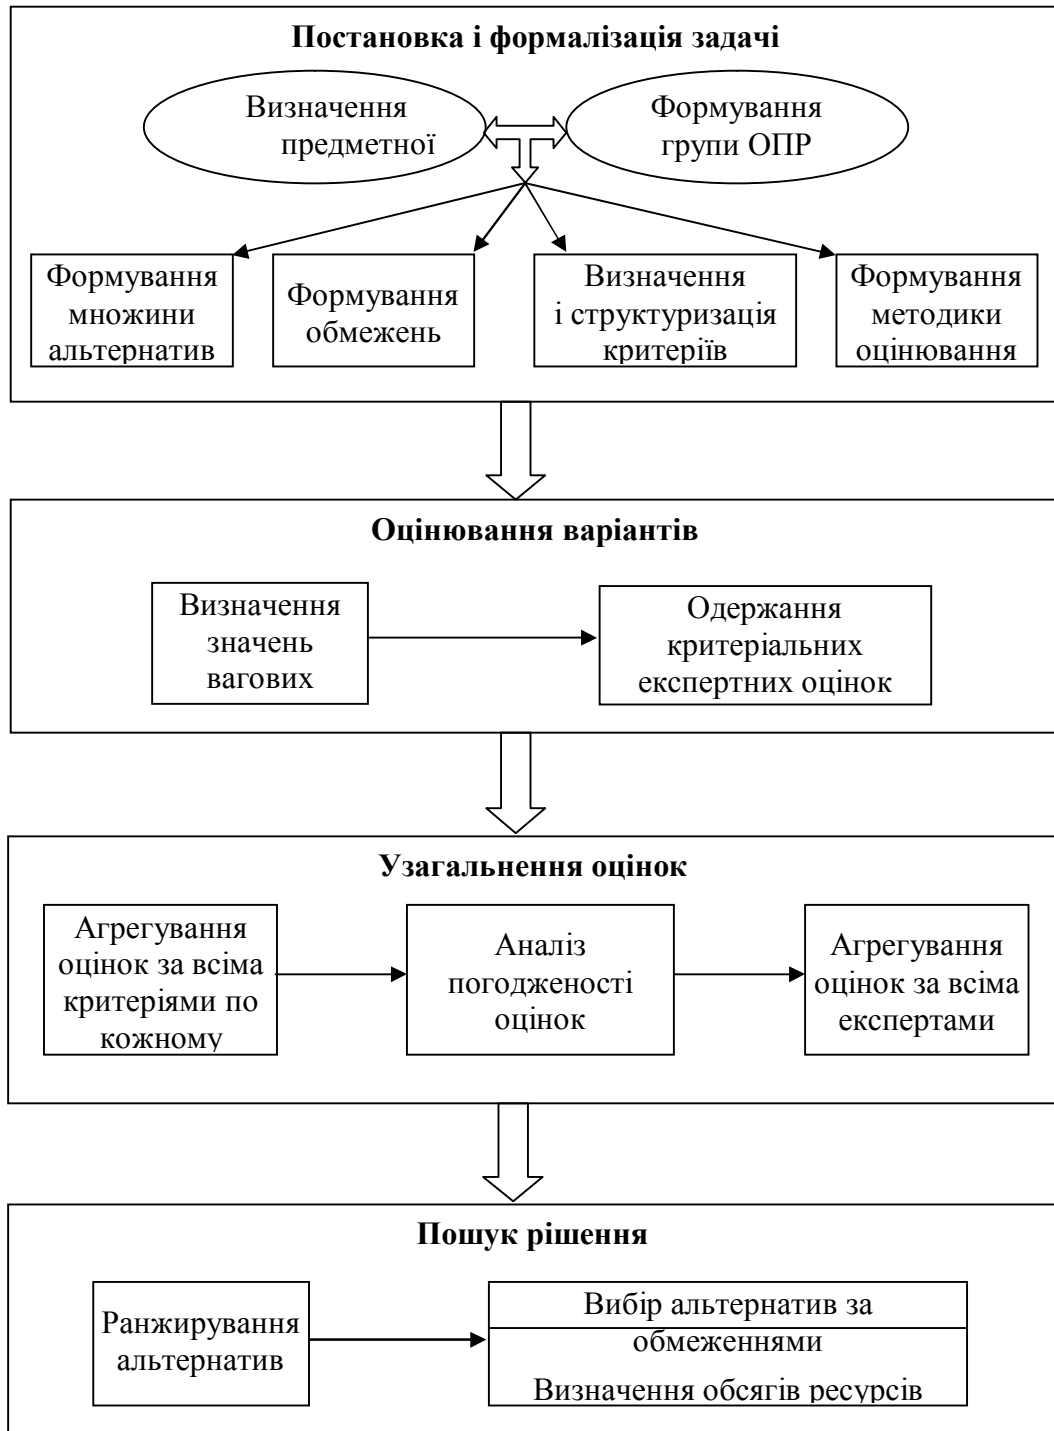 Постановка і формалізація задачі
Визначення
предметної
Формування
групи ОПР
Формування
множини
альтернатив
Формування
обмежень
Визначення
і структуризація
критеріїв
Формування
методики
оцінювання
Оцінювання варіантів
Визначення
значень
вагових
Одержання
критеріальних
експертних оцінок
Узагальнення оцінок
Агрегування
оцінок за всіма
критеріями по
кожному
Аналіз
погодженості
оцінок
Агрегування
оцінок за всіма
експертами
Пошук рішення
Ранжирування
альтернатив
Вибір альтернатив за
обмеженнями
Визначення обсягів ресурсів